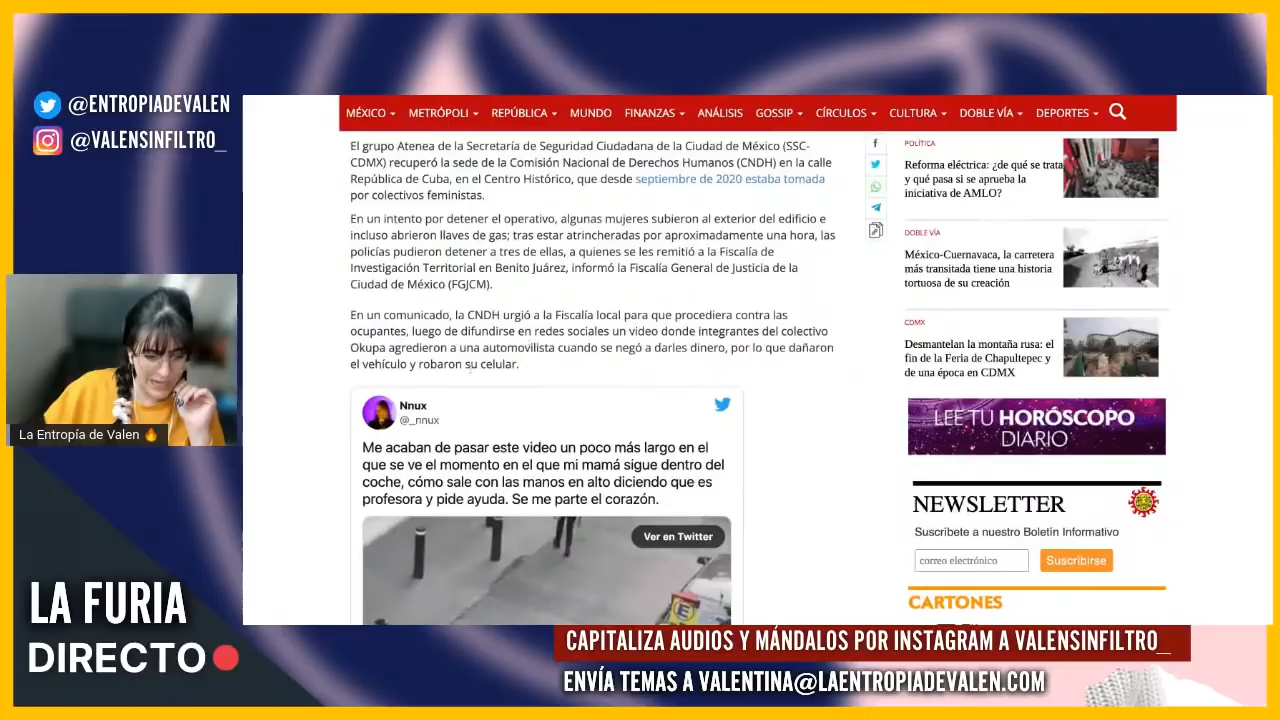 @ENTROPIADEVALEN
@VALENSINFILTRO_
La Entropía de Valen 🔥
LA FURIA
DIRECTO
MÉXICO
METRÓPOLI
REPÚBLICA
MUNDO
FINANZAS
ANÁLISIS
GOSSIP
CÍRCULOS
CULTURA
DOBLE VÍA
DEPORTES
El grupo Atenea de la Secretaría de Seguridad Ciudadana de la Ciudad de México (SSC-
CDMX) recuperó la sede de la Comisión Nacional de Derechos Humanos (CNDH) en la calle
República de Cuba, en el Centro Histórico, que desde septiembre de 2020 estaba tomada
por colectivos feministas.
En un intento por detener el operativo, algunas mujeres subieron al exterior del edificio e
incluso abrieron llaves de gas; tras estar atrincheradas por aproximadamente una hora, las
policías pudieron detener a tres de ellas, a quienes se les remitió a la Fiscalía de
Investigación Territorial en Benito Juárez, informó la Fiscalía General de Justicia de la
Ciudad de México (FGJCM).
En un comunicado, la CNDH urgió a la Fiscalía local para que procediera contra las
ocupantes, luego de difundirse en redes sociales un video donde integrantes del colectivo
Okupa agredieron a una automovilista cuando se negó a darles dinero, por lo que dañaron
el vehículo y robaron su celular.
Nnux
@_nnux
Me acaban de pasar este video un poco más largo en el
que se ve el momento en el que mi mamá sigue dentro del
coche, cómo sale con las manos en alto diciendo que es
profesora y pide ayuda. Se me parte el corazón.
Ver en Twitter
E
POLÍTICA
Reforma eléctrica: ¿de qué se trata
y qué pasa si se aprueba la
iniciativa de AMLO?
DOBLE VÍA
México-Cuernavaca, la carretera
más transitada tiene una historia
tortuosa de su creación
CDMX
Desmantelan la montaña rusa: el
fin de la Feria de Chapultepec y
de una época en CDMX
LEE TU HORÓSCOPO
DIARIO
NEWSLETTER
Suscríbete a nuestro Boletín Informativo
correo electrónico
Suscribirse
CARTONES
CAPITALIZA AUDIOS Y MÁNDALOS POR INSTAGRAM A VALENSINFILTRO_
ENVÍA TEMAS A VALENTINA@LAENTROPIADEVALEN.COM